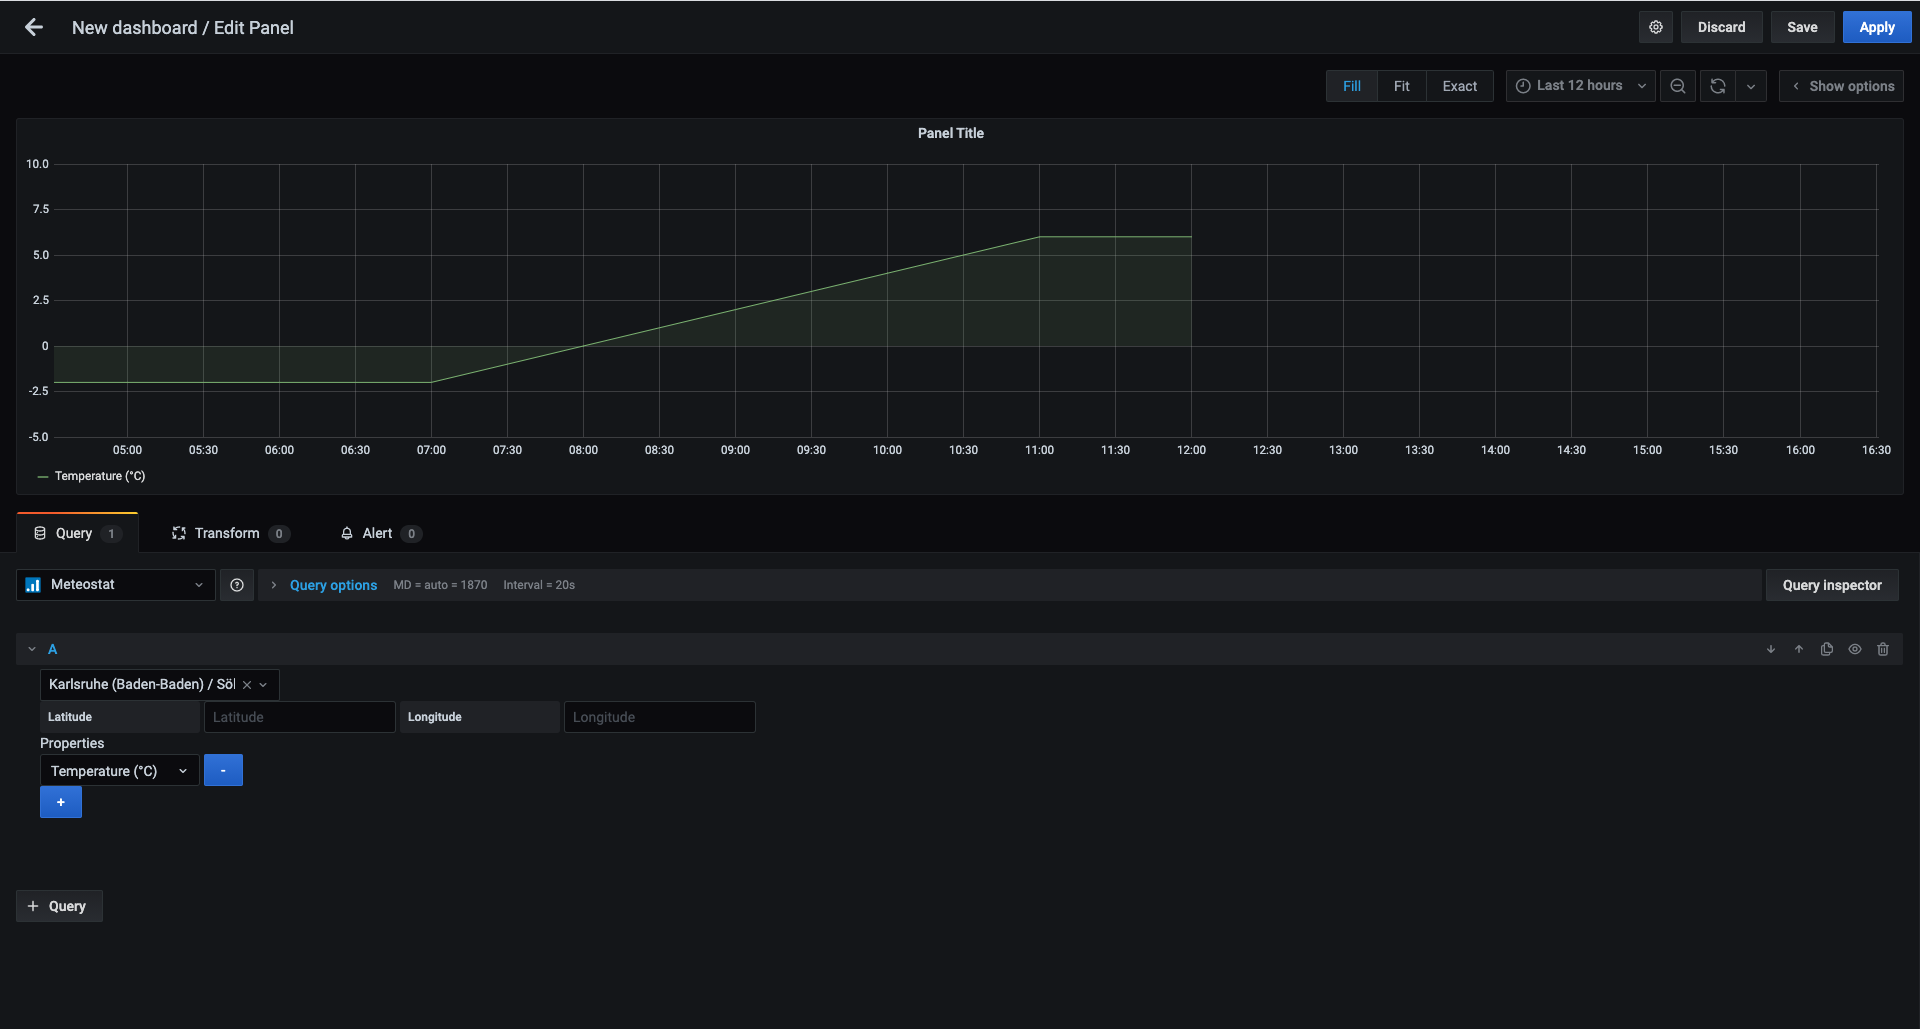 New dashboard / Edit Panel
Discard
Save
Apply
Fill
Fit
Exact
Last 12 hours
Show options
Panel Title
10.0
7.5
5.0
2.5
0
-2.5
-5.0
05:00 05:30 06:00 06:30 07:00 07:30 08:00 08:30 09:00 09:30 10:00 10:30 11:00 11:30 12:00 12:30 13:00 13:30 14:00 14:30 15:00 15:30 16:00 16:30
Temperature (°C)
Query 1
Transform 0
Alert 0
Meteostat
Query options MD = auto = 1870 Interval = 20s
Query inspector
A
Karlsruhe (Baden-Baden) / Söl
Latitude Latitude Longitude Longitude
Properties
Temperature (°C) -
+
+ Query